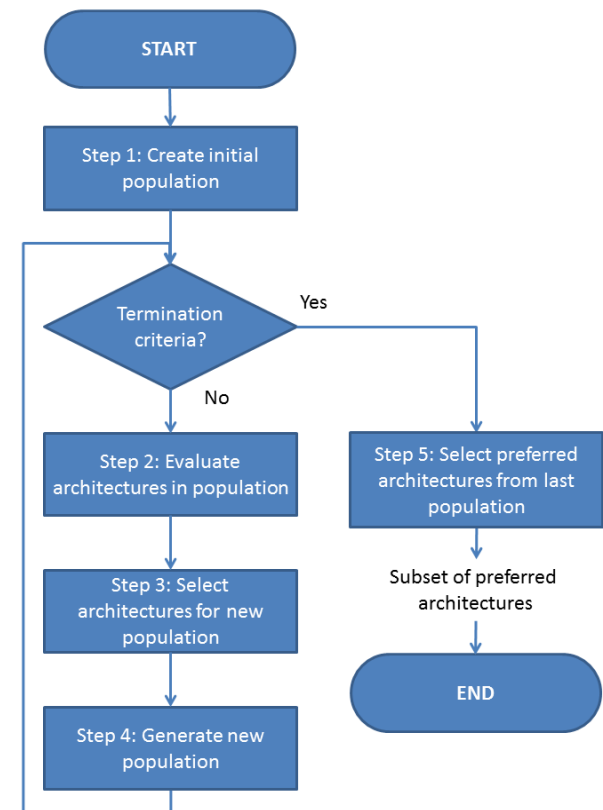 START
Step 1: Create initial
population
Termination
criteria?
Yes
No
Step 2: Evaluate
architectures in population
Step 3: Select
architectures for new
population
Step 4: Generate new
population
Step 5: Select preferred
architectures from last
population
Subset of preferred
architectures
END